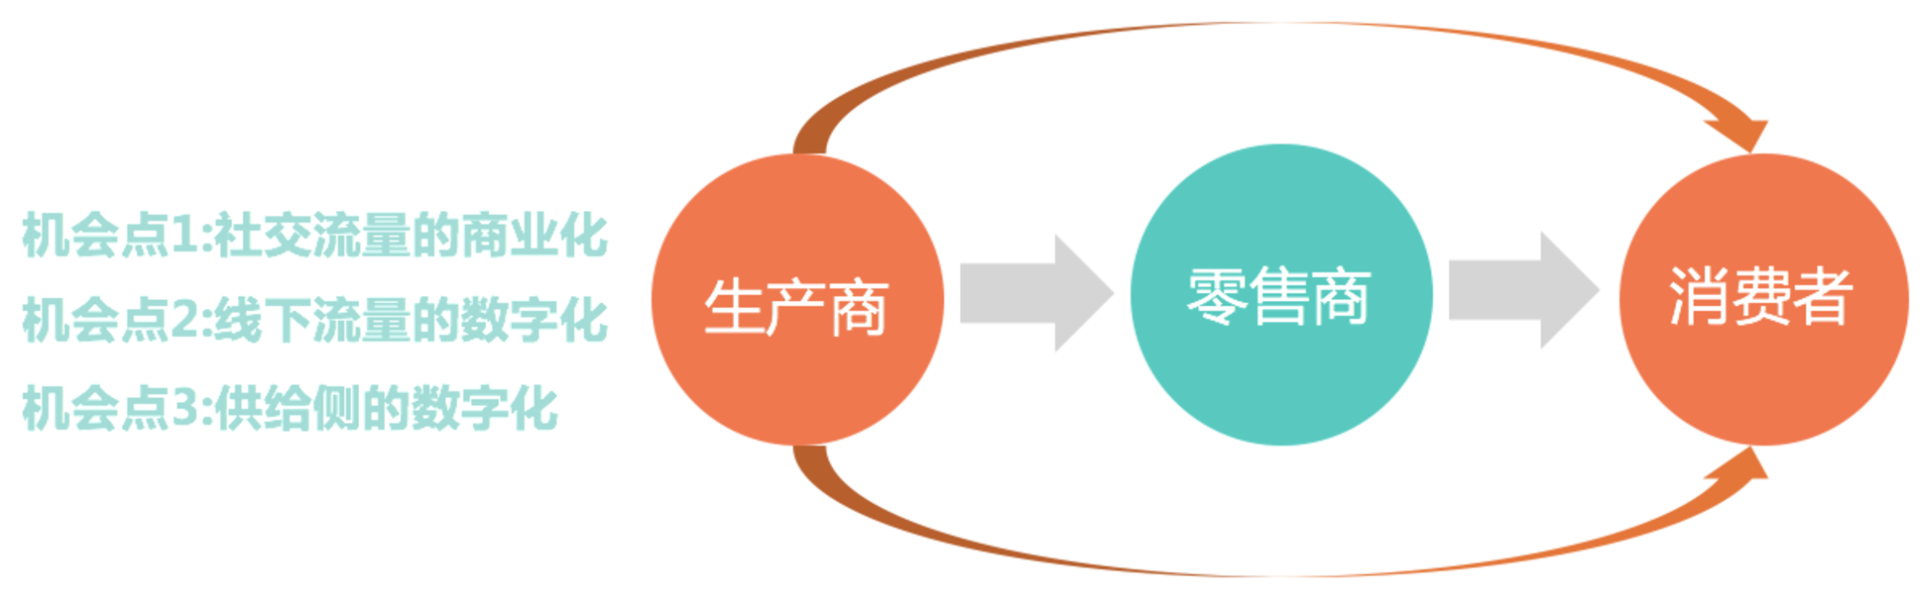 机会点1:社交流量的商业化
机会点2:线下流量的数字化
机会点3:供给侧的数字化
生产商
零售商
消费者